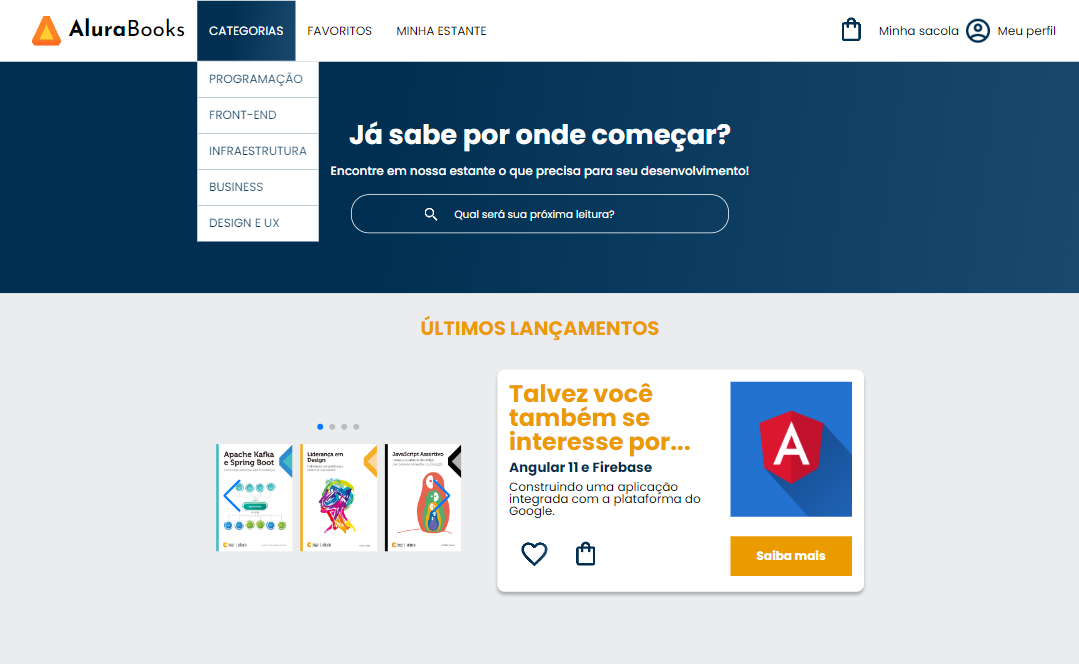 AluraBooks
CATEGORIAS
FAVORITOS
MINHA ESTANTE
Minha sacola
Meu perfil
PROGRAMAÇÃO
FRONT-END
INFRAESTRUTURA
BUSINESS
DESIGN E UX
Já sabe por onde começar?
Encontre em nossa estante o que precisa para seu desenvolvimento!
Qual será sua próxima leitura?
ÚLTIMOS LANÇAMENTOS
Apache Kafka
e Spring Boot
Liderança em
Design
JavaScript Assertivo
Talvez você
também se
interesse por...
Angular 11 e Firebase
Construindo uma aplicação
integrada com a plataforma do
Google.
A
Saiba mais